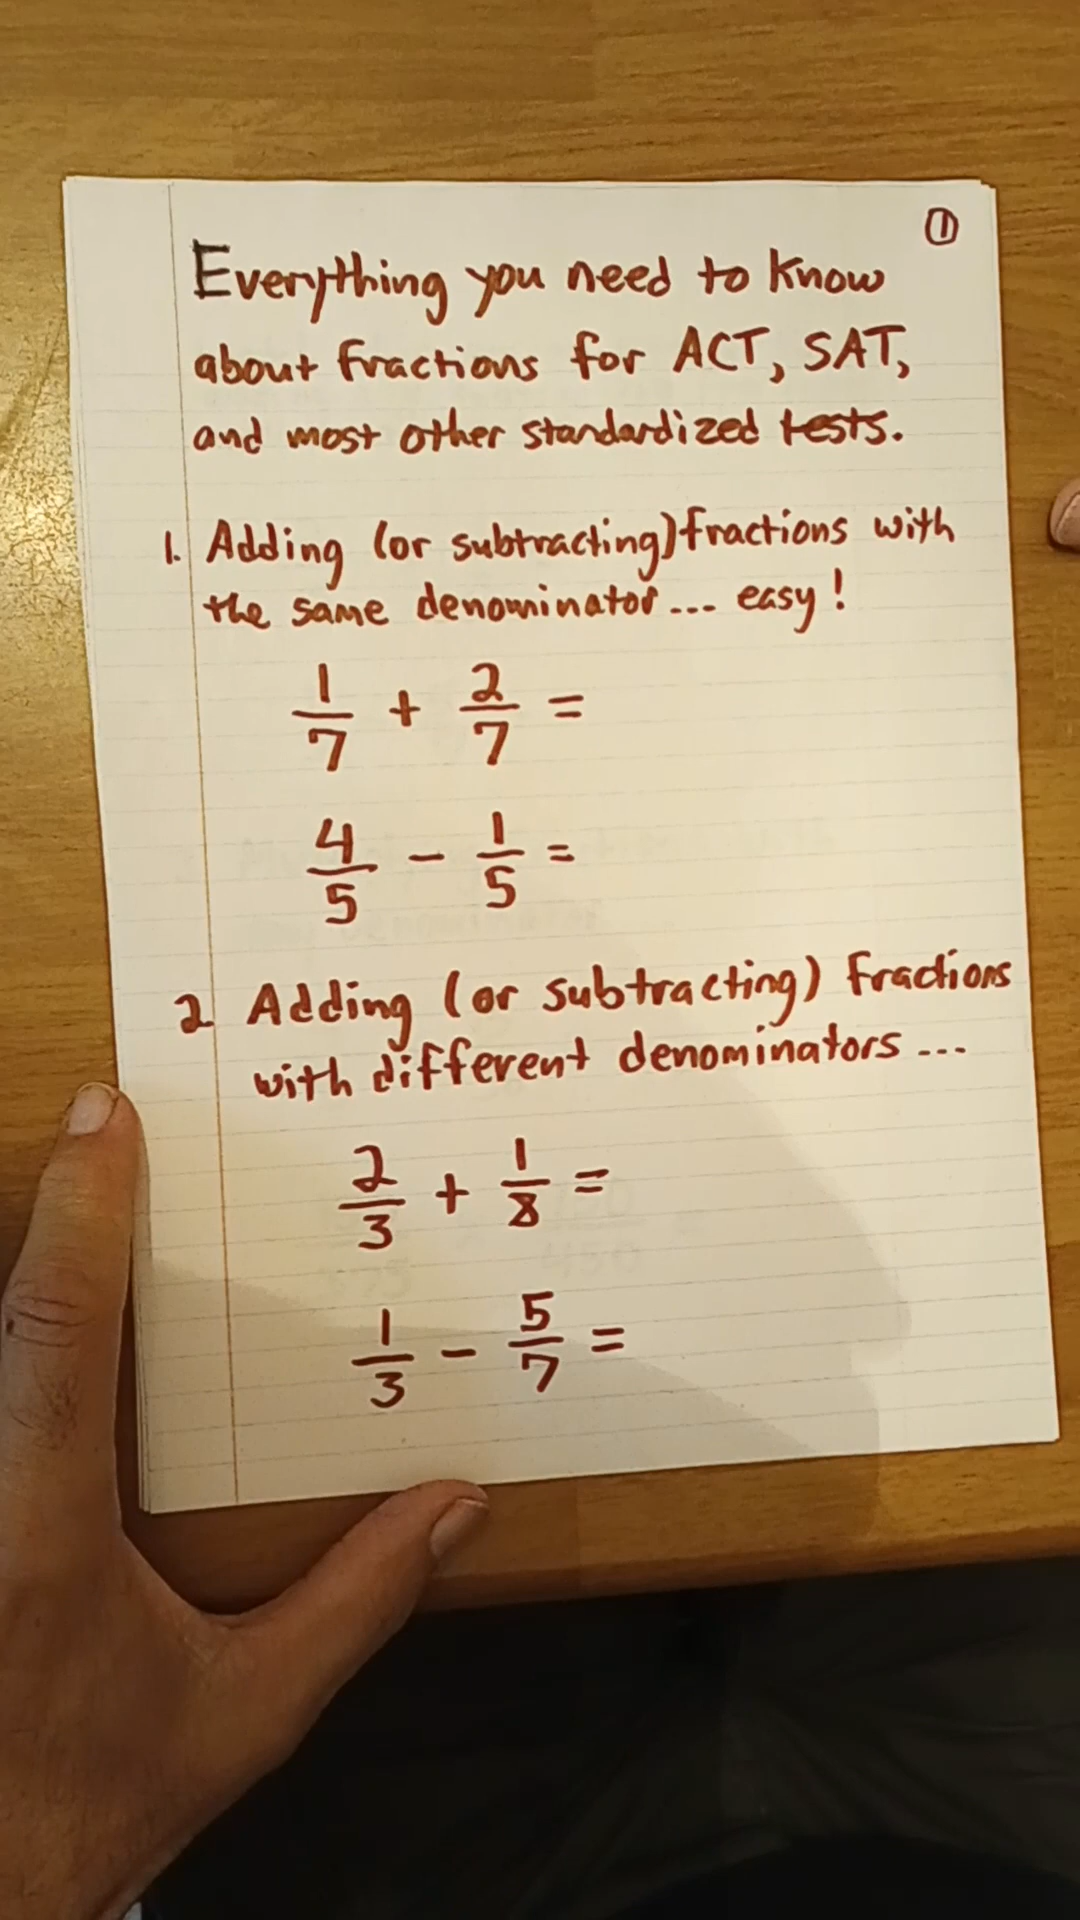 ①
Everything you need to know
about fractions for ACT, SAT,
and most other standardized tests.
1. Adding (or subtracting) fractions with
the same denominator... easy!
1/7 + 2/7 =
4/5 - 1/5 =
2 Adding (or subtracting) fractions
with different denominators...
2/3 + 1/8 =
1/3 - 5/7 =